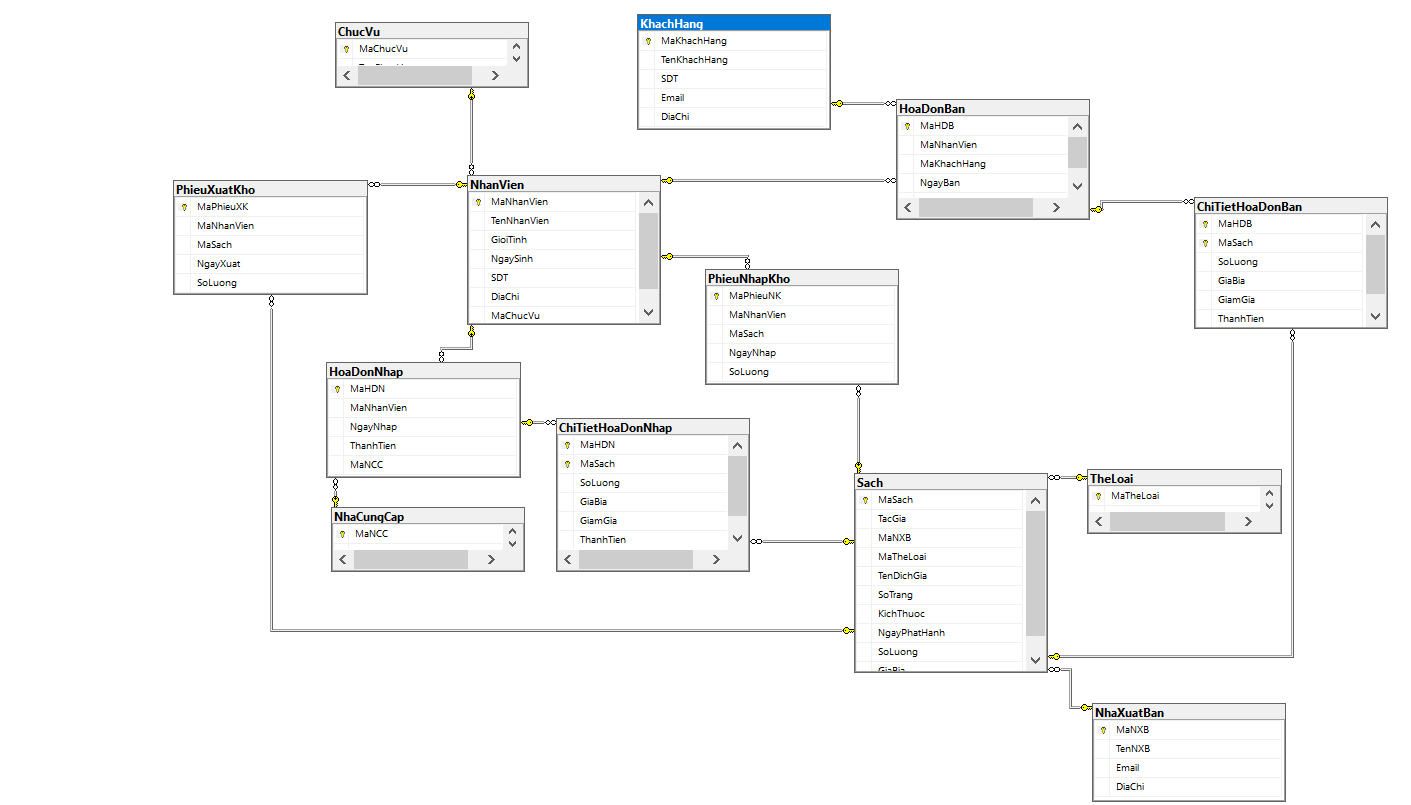 ChucVu
MaChucVu
KhachHang
MaKhachHang
TenKhachHang
SDT
Email
DiaChi
HoaDonBan
MaHDB
MaNhanVien
MaKhachHang
NgayBan
PhieuXuatKho
MaPhieuXK
MaNhanVien
MaSach
NgayXuat
SoLuong
NhanVien
MaNhanVien
TenNhanVien
GioiTinh
NgaySinh
SDT
DiaChi
MaChucVu
ChiTietHoaDonBan
MaHDB
MaSach
SoLuong
GiaBia
GiamGia
ThanhTien
PhieuNhapKho
MaPhieuNK
MaNhanVien
MaSach
NgayNhap
SoLuong
HoaDonNhap
MaHDN
MaNhanVien
NgayNhap
ThanhTien
MaNCC
ChiTietHoaDonNhap
MaHDN
MaSach
SoLuong
GiaBia
GiamGia
ThanhTien
NhaCungCap
MaNCC
Sach
MaSach
TacGia
MaNXB
MaTheLoai
TenDichGia
SoTrang
KichThuoc
NgayPhatHanh
SoLuong
GiaBia
TheLoai
MaTheLoai
NhaXuatBan
MaNXB
TenNXB
Email
DiaChi